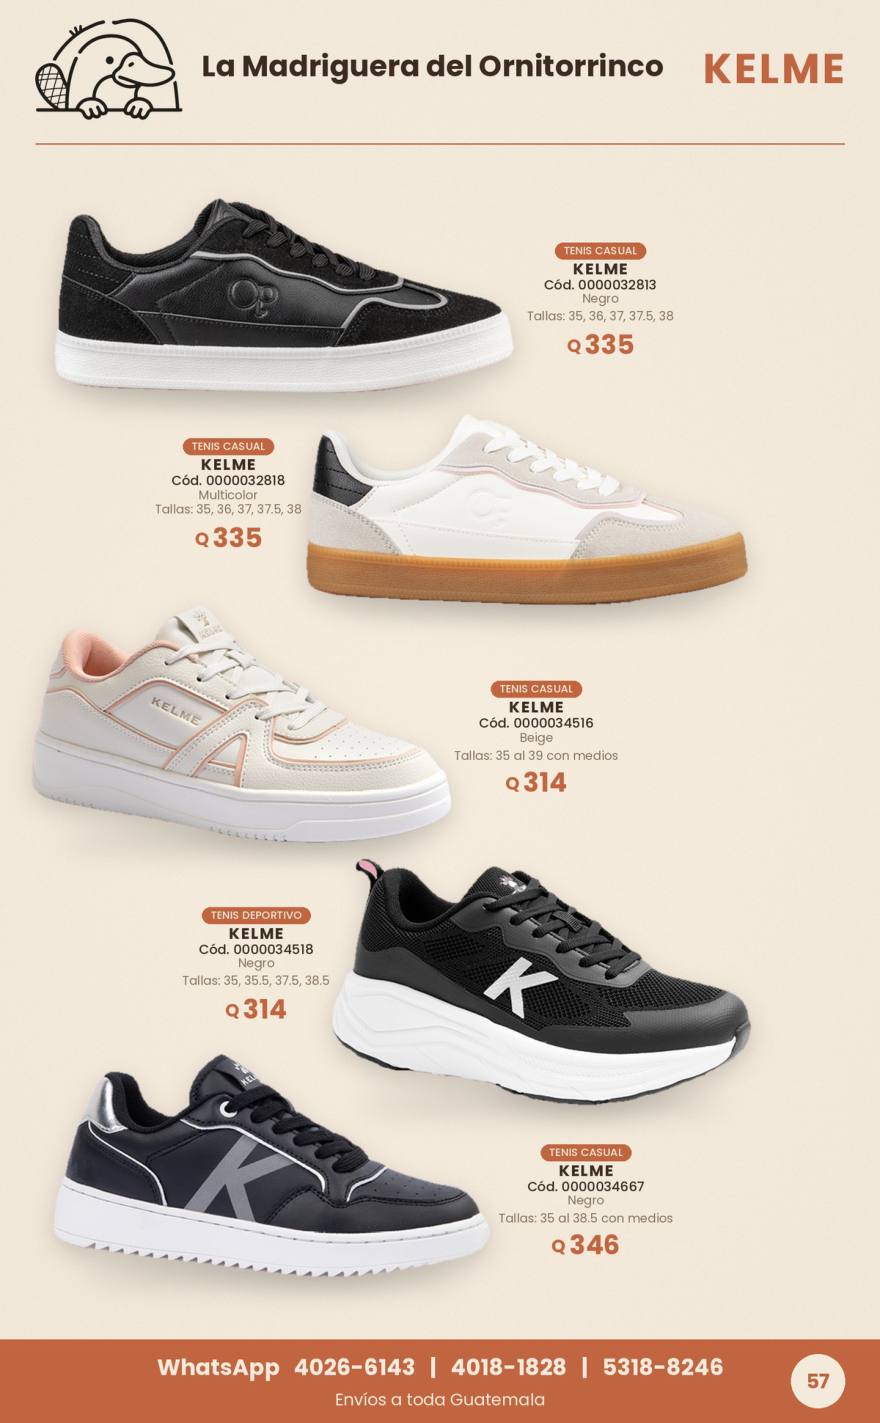 La Madriguera del Ornitorrinco
KELME
TENIS CASUAL
KELME
Cód. 0000032813
Negro
Tallas: 35, 36, 37, 37.5, 38
Q335
TENIS CASUAL
KELME
Cód. 0000032818
Multicolor
Tallas: 35, 36, 37, 37.5, 38
Q335
KELME
KELME
TENIS CASUAL
KELME
Cód. 0000034516
Beige
Tallas: 35 al 39 con medios
Q314
TENIS DEPORTIVO
KELME
Cód. 0000034518
Negro
Tallas: 35, 35.5, 37.5, 38.5
Q314
K
K
TENIS CASUAL
KELME
Cód. 0000034667
Negro
Tallas: 35 al 38.5 con medios
Q346
WhatsApp 4026-6143 | 4018-1828 | 5318-8246
Envíos a toda Guatemala
57